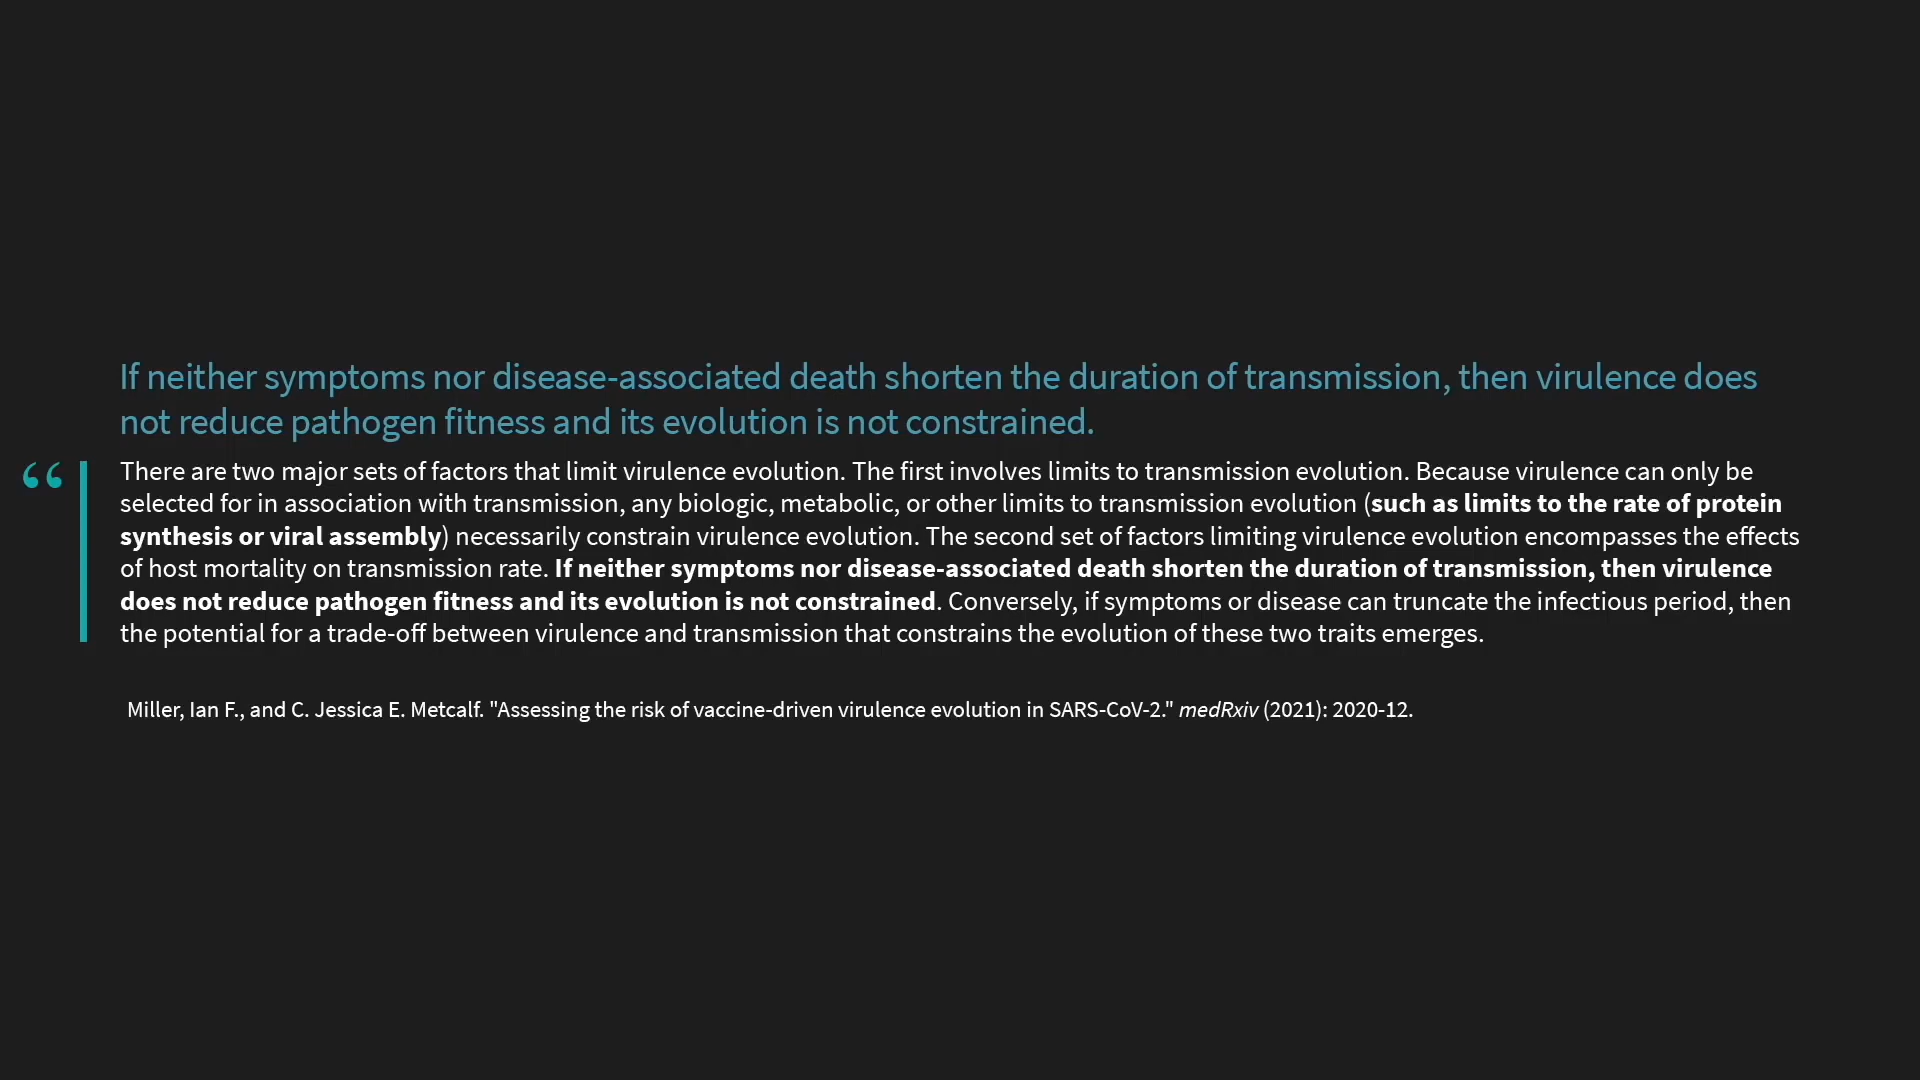 If neither symptoms nor disease-associated death shorten the duration of transmission, then virulence does
not reduce pathogen fitness and its evolution is not constrained.
“ There are two major sets of factors that limit virulence evolution. The first involves limits to transmission evolution. Because virulence can only be
selected for in association with transmission, any biologic, metabolic, or other limits to transmission evolution (such as limits to the rate of protein
synthesis or viral assembly) necessarily constrain virulence evolution. The second set of factors limiting virulence evolution encompasses the effects
of host mortality on transmission rate. If neither symptoms nor disease-associated death shorten the duration of transmission, then virulence
does not reduce pathogen fitness and its evolution is not constrained. Conversely, if symptoms or disease can truncate the infectious period, then
the potential for a trade-off between virulence and transmission that constrains the evolution of these two traits emerges.
Miller, Ian F., and C. Jessica E. Metcalf. "Assessing the risk of vaccine-driven virulence evolution in SARS-CoV-2." medRxiv (2021): 2020-12.